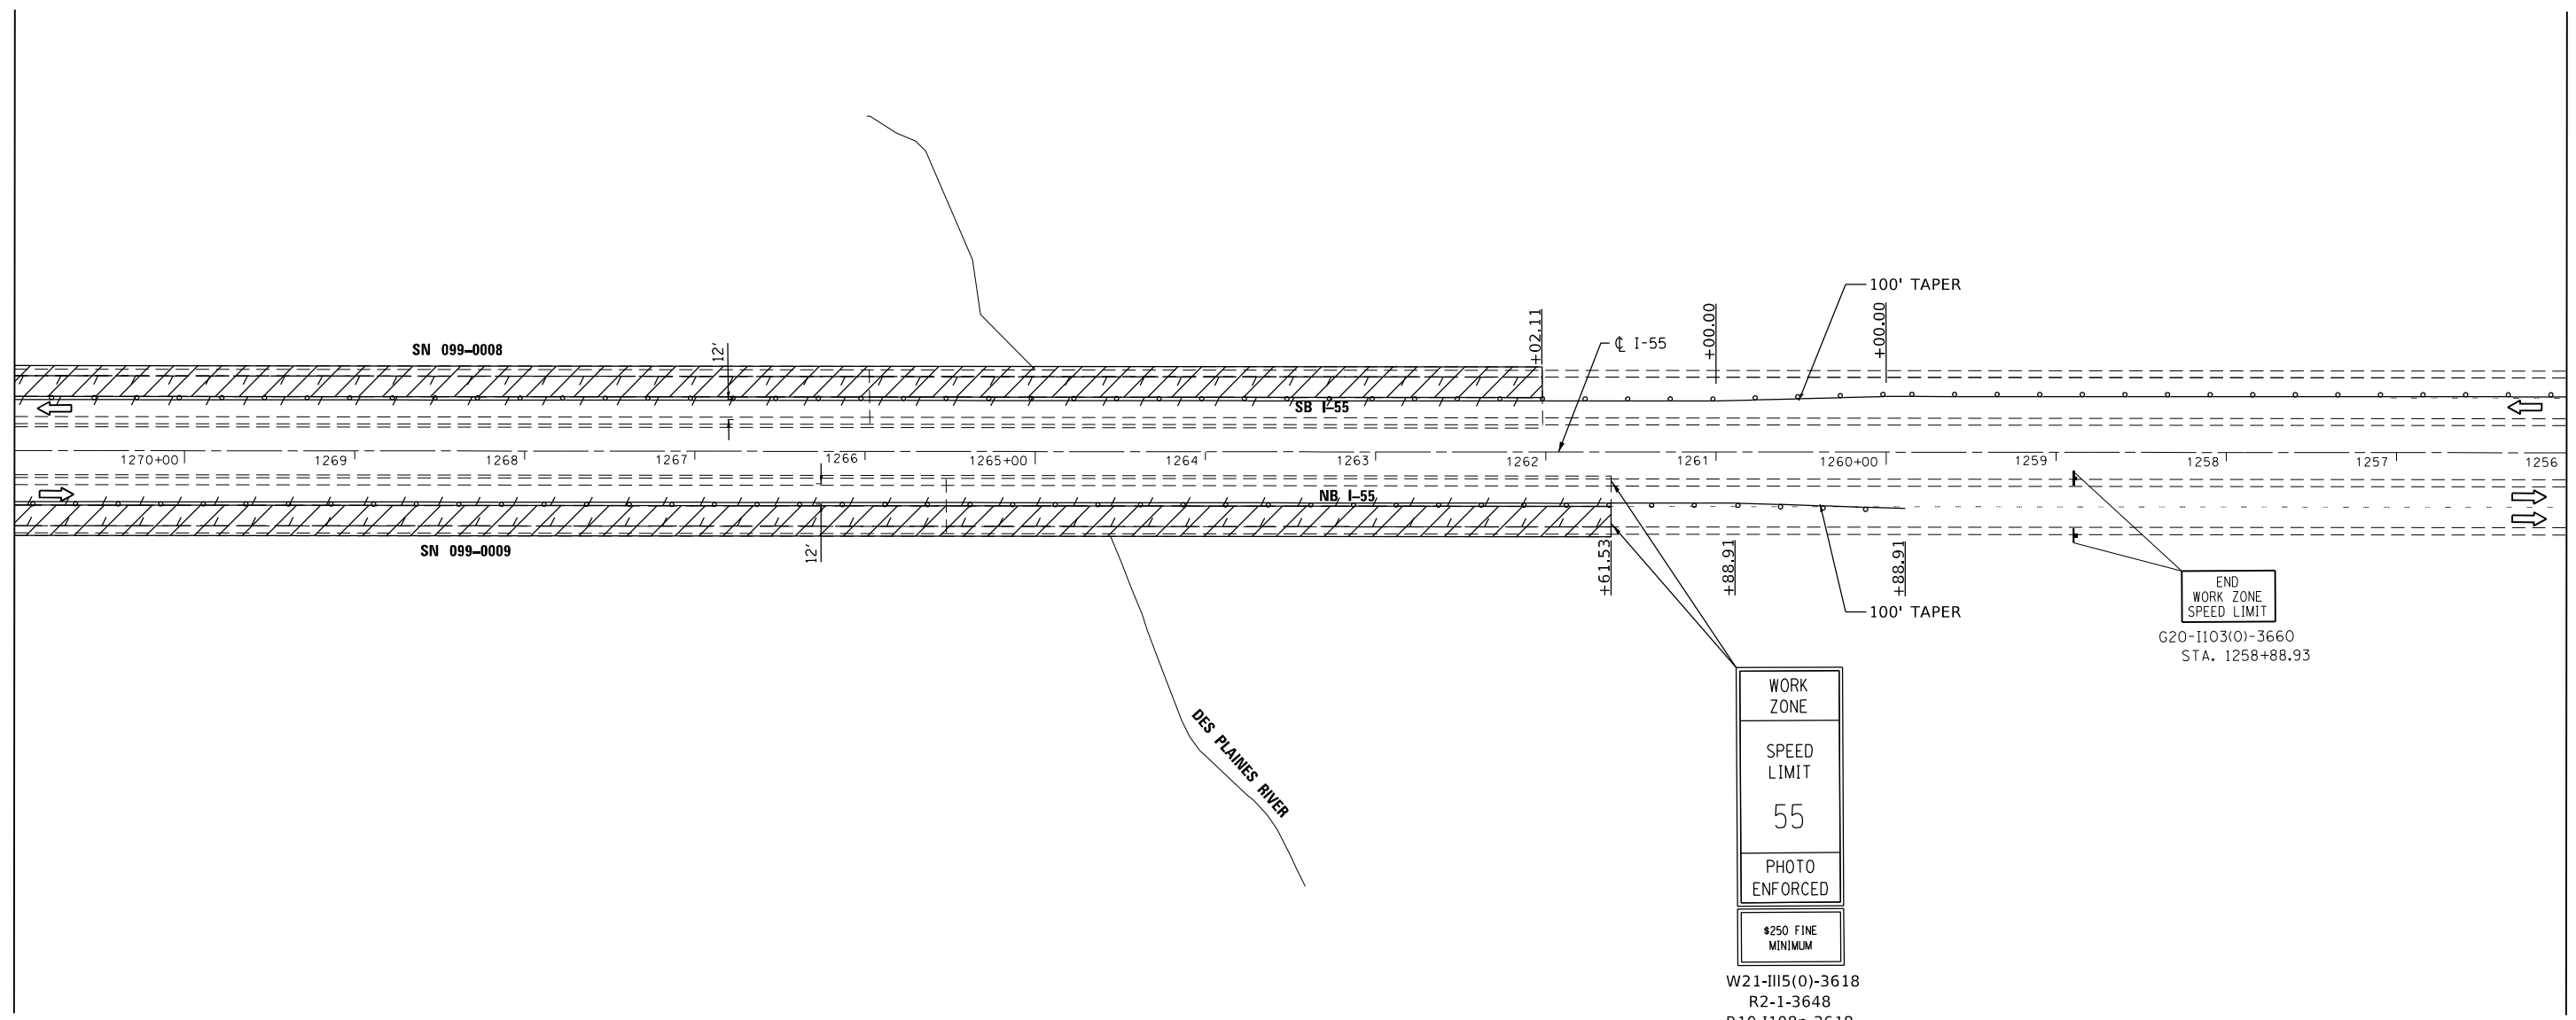 100' TAPER
+02.11
+00.00
+00.00
℄ I-55
SN 099-0008
12'
SB I-55
1270+00 1269 1268 1267 1266 1265+00 1264 1263 1262 1261 1260+00 1259 1258 1257 1256
NB I-55
SN 099-0009
12'
+61.53
+88.91
+88.91
100' TAPER
END
WORK ZONE
SPEED LIMIT
G20-I103(0)-3660
STA. 1258+88.93
DES PLAINES RIVER
WORK
ZONE
SPEED
LIMIT
55
PHOTO
ENFORCED
$250 FINE
MINIMUM
W21-III5(0)-3618
R2-1-3648